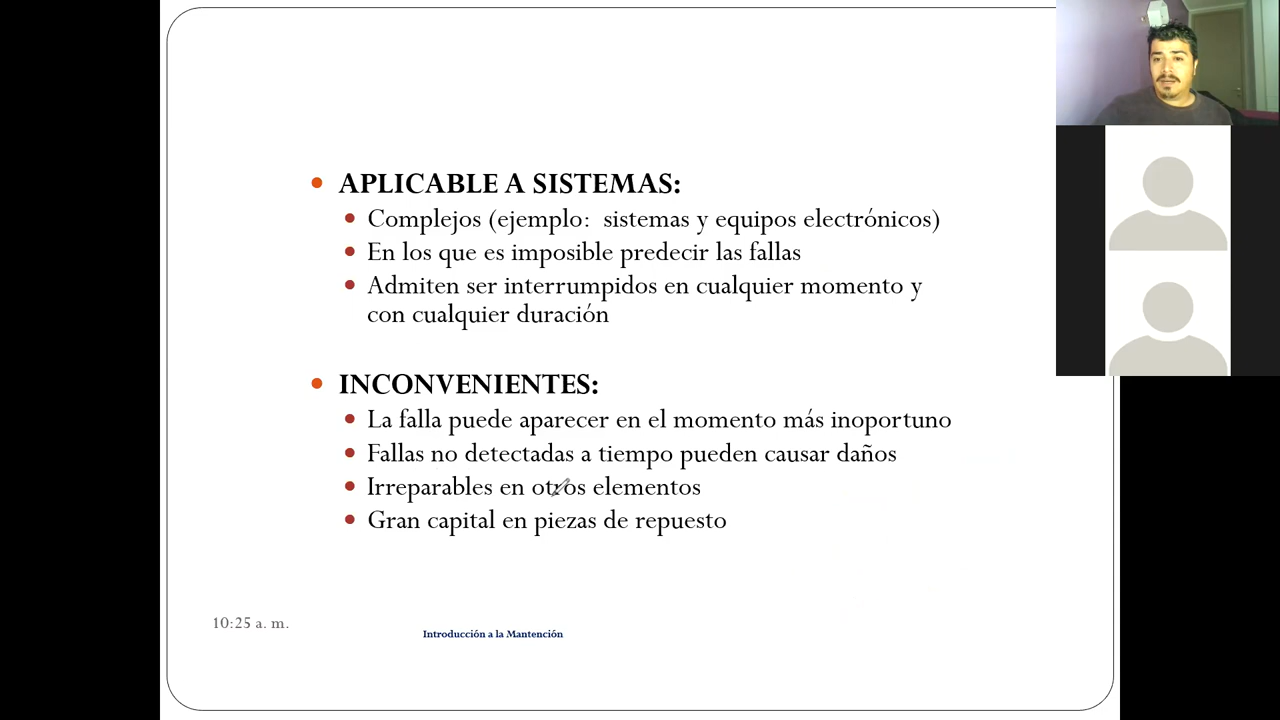 APLICABLE A SISTEMAS:
Complejos (ejemplo: sistemas y equipos electrónicos)
En los que es imposible predecir las fallas
Admiten ser interrumpidos en cualquier momento y
con cualquier duración
INCONVENIENTES:
La falla puede aparecer en el momento más inoportuno
Fallas no detectadas a tiempo pueden causar daños
Irreparables en otros elementos
Gran capital en piezas de repuesto
10:25 a. m.
Introducción a la Mantención